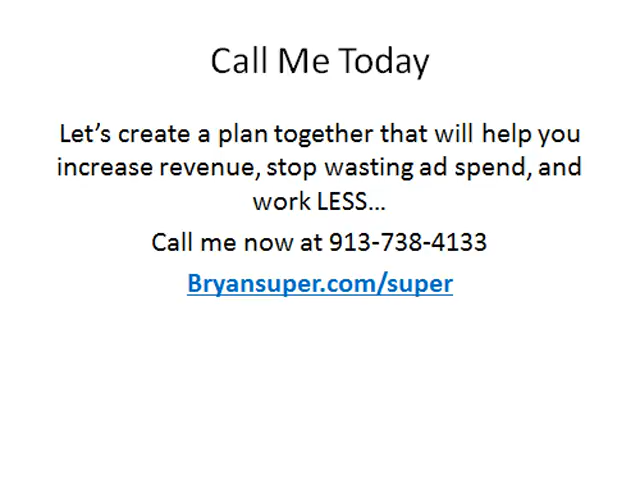 Call Me Today
Let’s create a plan together that will help you
increase revenue, stop wasting ad spend, and
work LESS…
Call me now at 913-738-4133
Bryansuper.com/super